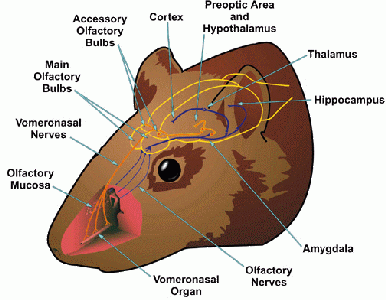 Accessory
Olfactory
Bulbs
Cortex
Preoptic Area
and
Hypothalamus
Main
Olfactory
Bulbs
Thalamus
Hippocampus
Vomeronasal
Nerves
Olfactory
Mucosa
Amygdala
Olfactory
Nerves
Vomeronasal
Organ